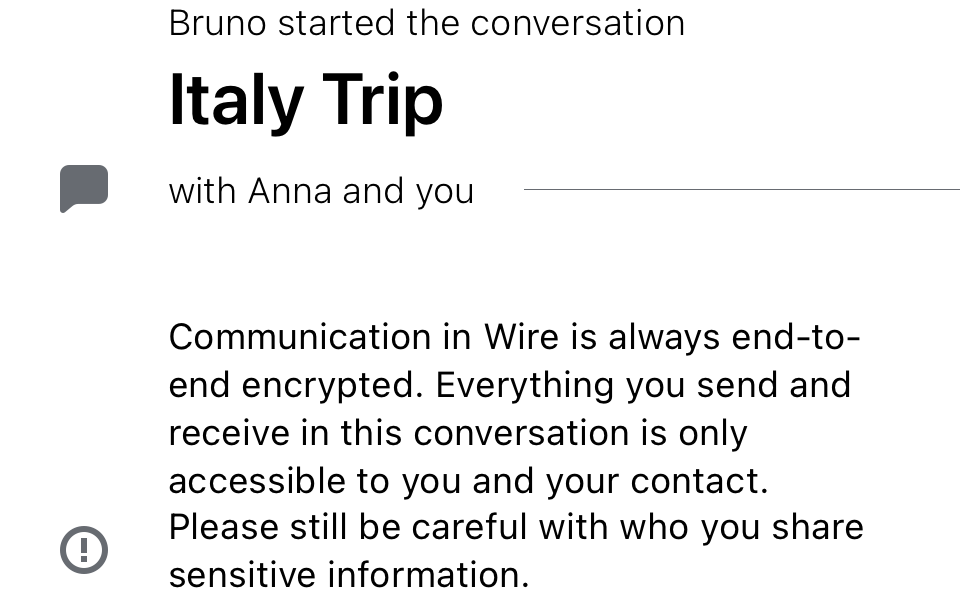 Bruno started the conversation
Italy Trip
with Anna and you
Communication in Wire is always end-to-
end encrypted. Everything you send and
receive in this conversation is only
accessible to you and your contact.
Please still be careful with who you share
sensitive information.